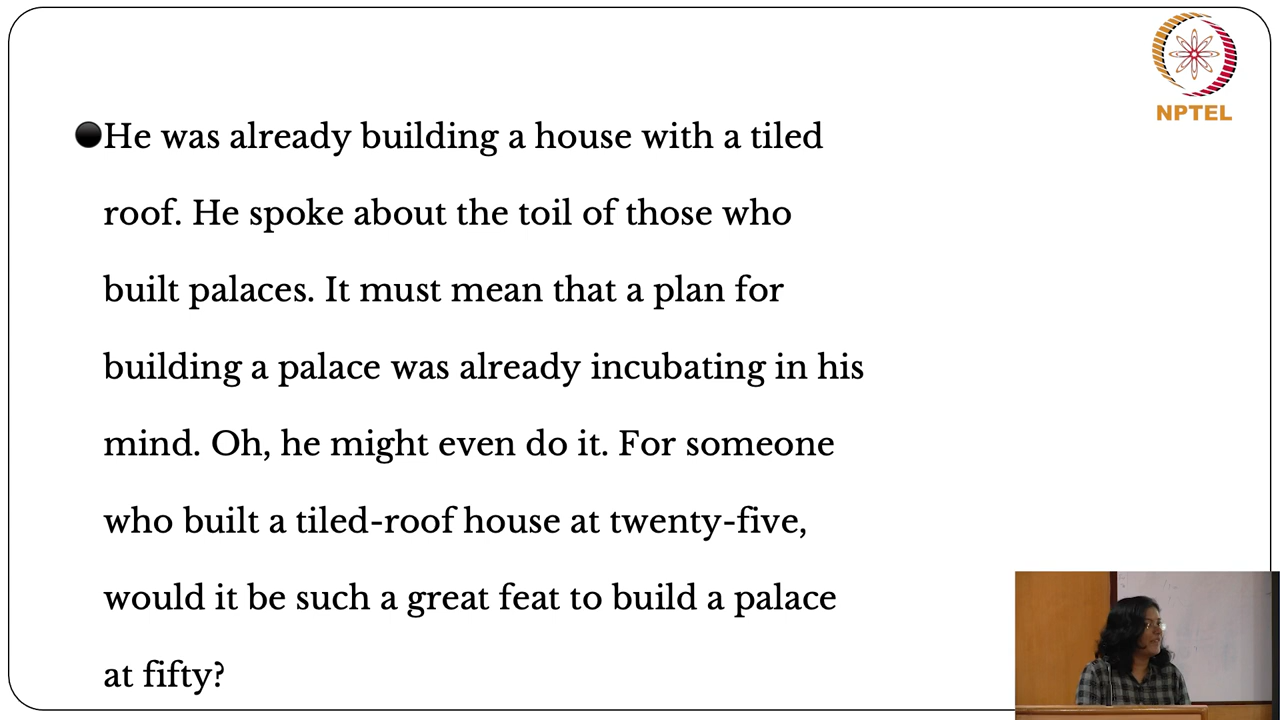 NPTEL
He was already building a house with a tiled
roof. He spoke about the toil of those who
built palaces. It must mean that a plan for
building a palace was already incubating in his
mind. Oh, he might even do it. For someone
who built a tiled-roof house at twenty-five,
would it be such a great feat to build a palace
at fifty?